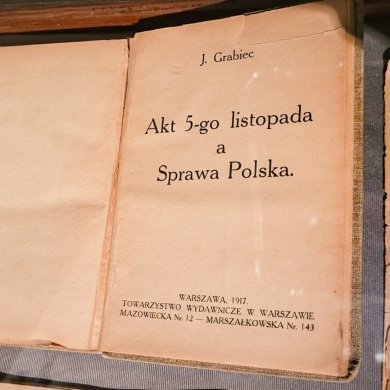 J. Grabiec
Akt 5-go listopada
a
Sprawa Polska.
WARSZAWA, 1917.
TOWARZYSTWO WYDAWNICZE W WARSZAWIE
MAZOWIECKA Nr. 12 — MARSZAŁKOWSKA Nr. 143